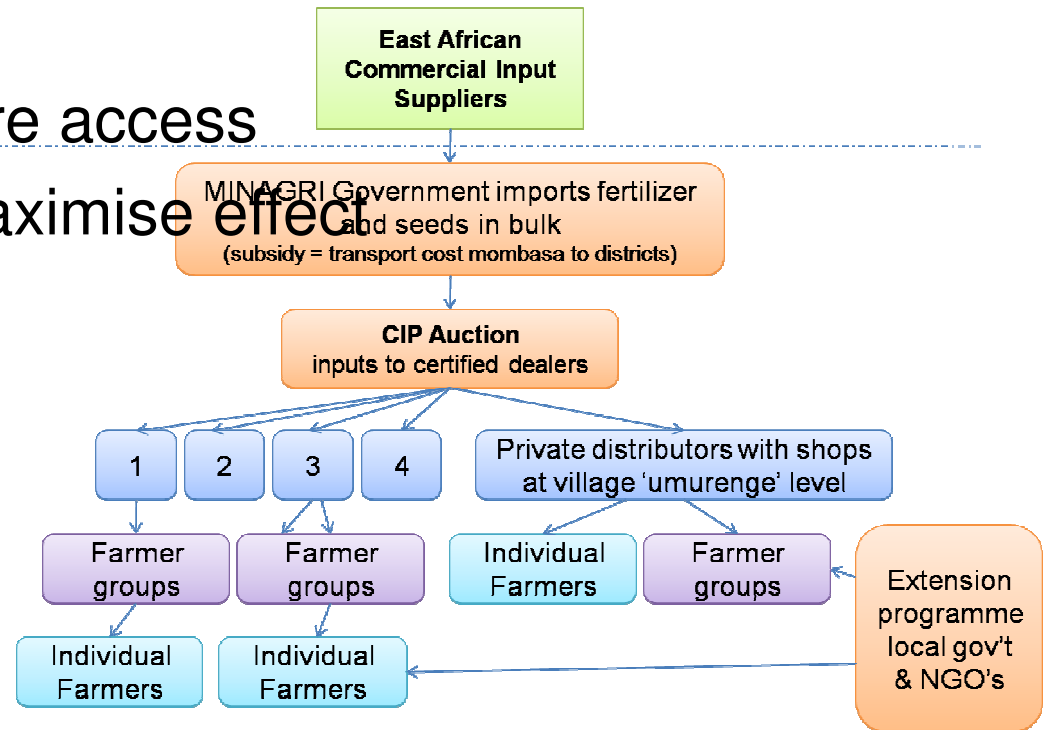 East African
Commercial Input
Suppliers
re access
MINAGRI Government imports fertilizer
aximise effect
and seeds in bulk
(subsidy = transport cost mombasa to districts)
CIP Auction
inputs to certified dealers
1
2
3
4
Private distributors with shops
at village ‘umurenge’ level
Farmer
groups
Farmer
groups
Individual
Farmers
Farmer
groups
Extension
programme
local gov’t
& NGO’s
Individual
Farmers
Individual
Farmers